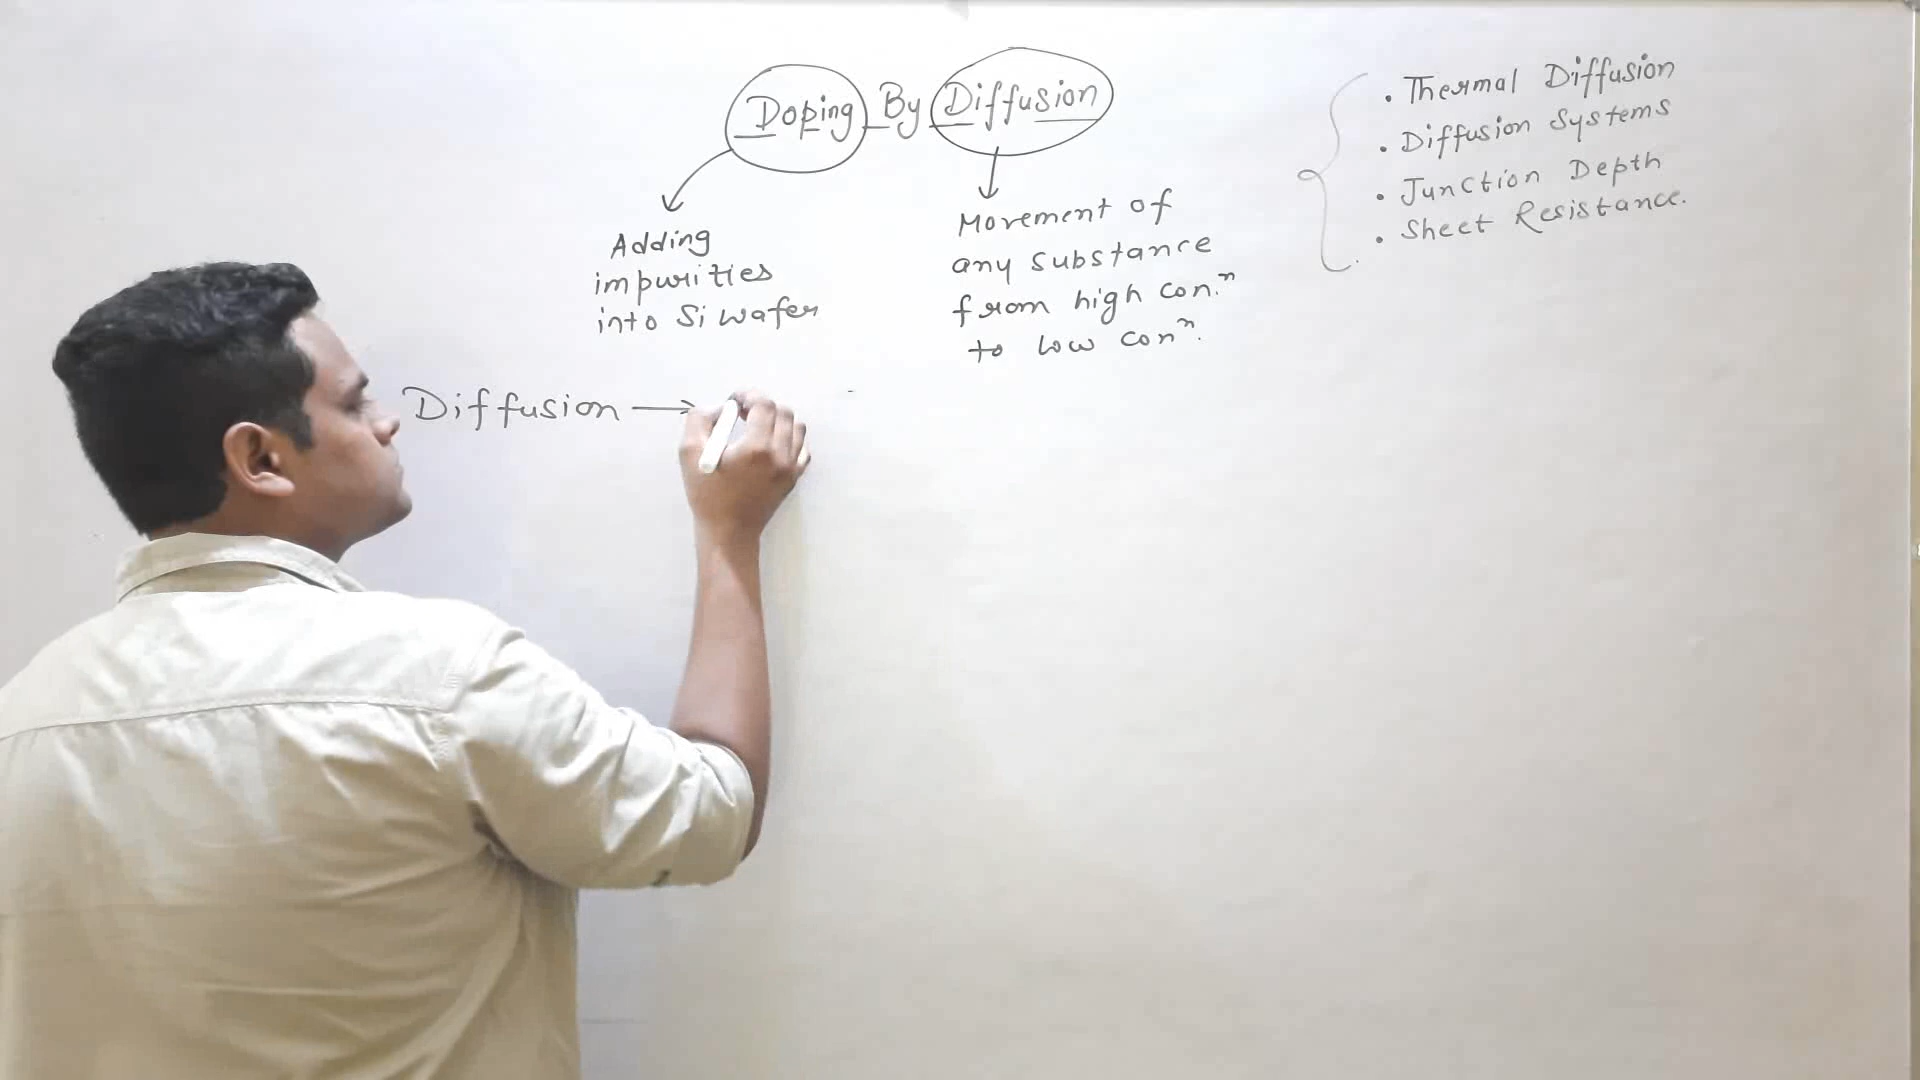 Doping By Diffusion
Adding
impurities
into Si wafer
Movement of
any substance
from high con.ⁿ
to low conⁿ.
• Thermal Diffusion
• Diffusion Systems
• Junction Depth
• Sheet Resistance.
Diffusion →